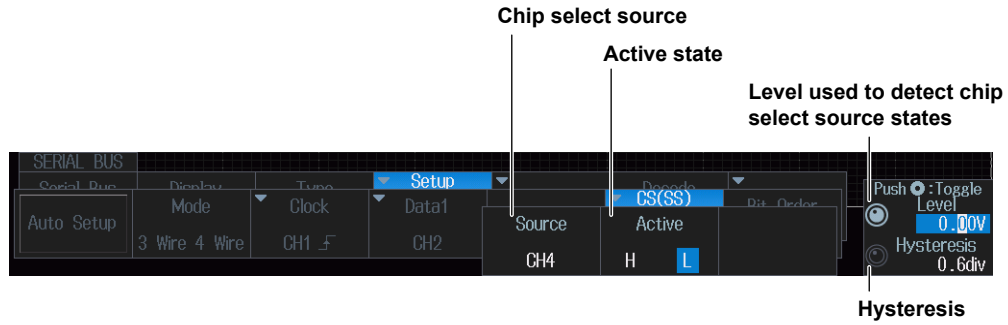 Chip select source
Active state
Level used to detect chip
select source states
SERIAL BUS
Serial Bus Display Type Setup Decode
Push :Toggle
Auto Setup Mode Clock Data1 CS(SS) Bit Order
Level
0.00V
3 Wire 4 Wire CH1 CH2
Source Active
Hysteresis
CH4 H L
0.6div
Hysteresis